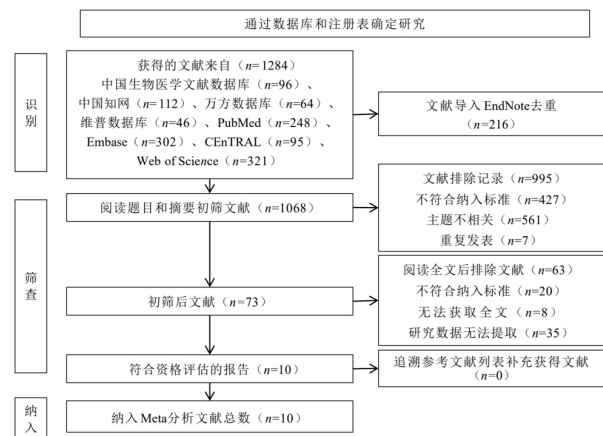 通过数据库和注册表确定研究
识别
获得的文献来自（n=1284）
中国生物医学文献数据库（n=96）、
中国知网（n=112）、万方数据库（n=64）、
维普数据库（n=46）、PubMed（n=248）、
Embase（n=302）、CEnTRAL（n=95）、
Web of Science（n=321）
文献导入EndNote去重
（n=216）
筛查
阅读题目和摘要初筛文献（n=1068）
文献排除记录（n=995）
不符合纳入标准（n=427）
主题不相关（n=561）
重复发表（n=7）
初筛后文献（n=73）
阅读全文后排除文献（n=63）
不符合纳入标准（n=20）
无法获取全文（n=8）
研究数据无法提取（n=35）
符合资格评估的报告（n=10）
追溯参考文献列表补充获得文献
（n=0）
纳入
纳入Meta分析文献总数（n=10）